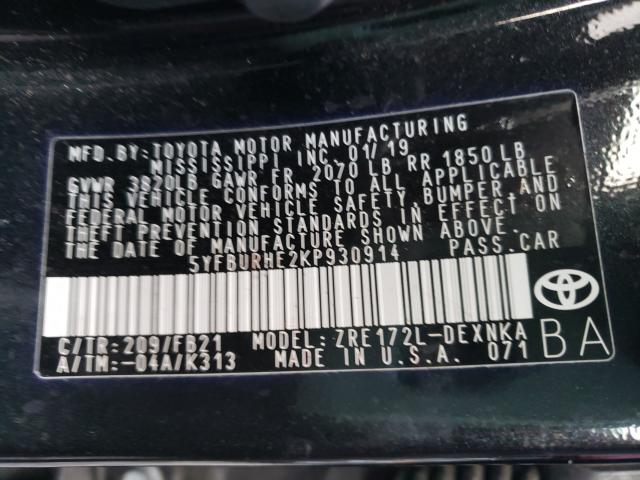 MFD.BY:TOYOTA MOTOR MANUFACTURING
MISSISSIPPI INC. 01/19
GVWR 3820LB GAWR FR 2070 LB RR 1850 LB
THIS VEHICLE CONFORMS TO ALL APPLICABLE
FEDERAL MOTOR VEHICLE SAFETY,BUMPER AND
THEFT PREVENTION STANDARDS IN EFFECT ON
THE DATE OF MANUFACTURE SHOWN ABOVE.
5YFBURHE2KP930914 PASS.CAR
C/TR:209/FB21 MODEL:ZRE172L-DEXNKA
A/TM:-04A/K313 MADE IN U.S.A. 071
BA